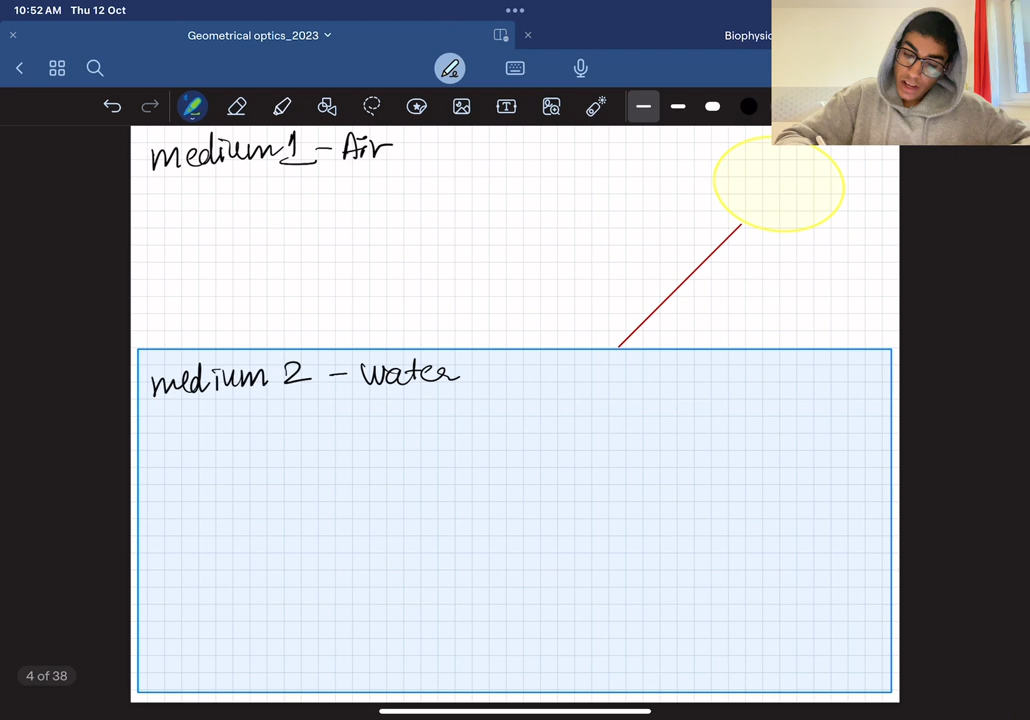 10:52 AM Thu 12 Oct
Geometrical optics_2023
Biophysic
medium 1 - Air
medium 2 - water
4 of 38